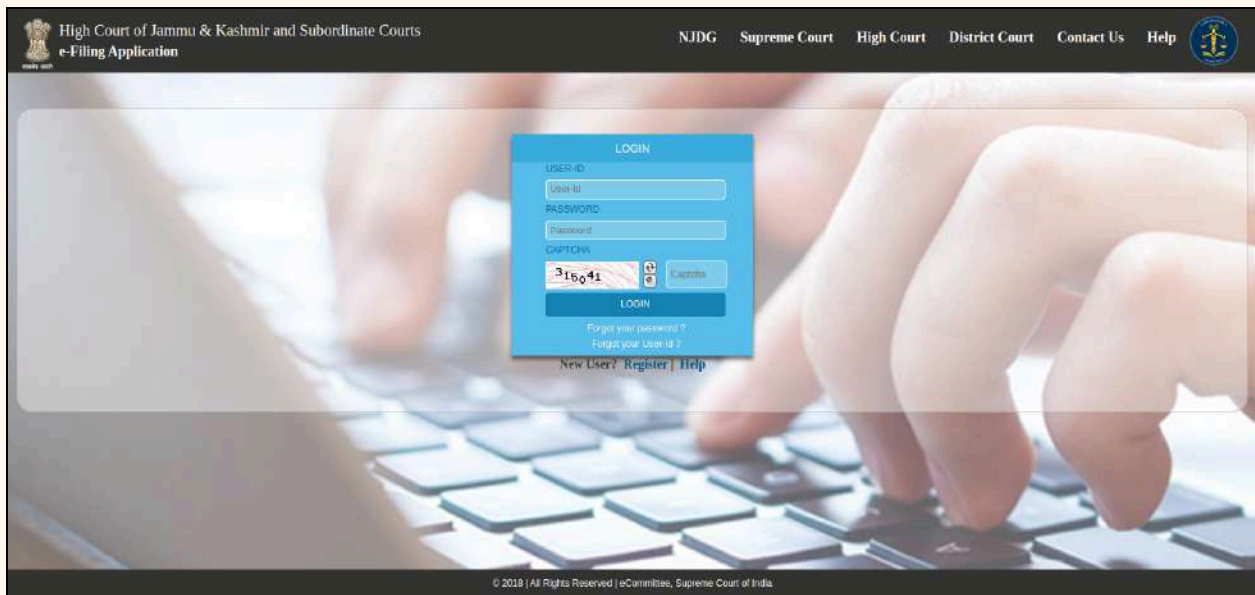 High Court of Jammu & Kashmir and Subordinate Courts
e-Filing Application
NJDG Supreme Court High Court District Court Contact Us Help
LOGIN
USER-ID
User-Id
PASSWORD
Password
CAPTCHA
Captcha
LOGIN
Forgot your password ?
Forgot your User-Id ?
New User? Register | Help
© 2018 | All Rights Reserved | eCommittee, Supreme Court of India